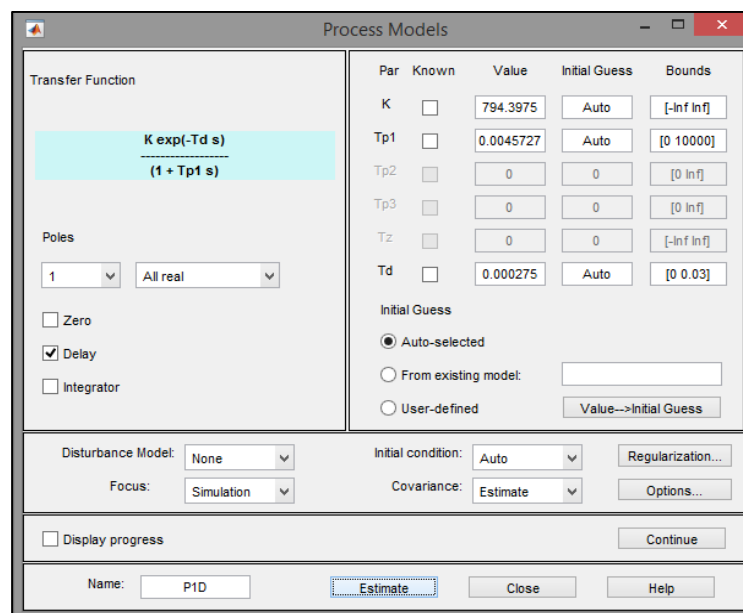 Process Models
Transfer Function
K exp(-Td s)
------------------
(1 + Tp1 s)
Poles
1 All real
Zero
Delay
Integrator
Par Known Value Initial Guess Bounds
K 794.3975 Auto [-Inf Inf]
Tp1 0.0045727 Auto [0 10000]
Tp2 0 0 [0 Inf]
Tp3 0 0 [0 Inf]
Tz 0 0 [-Inf Inf]
Td 0.000275 Auto [0 0.03]
Initial Guess
Auto-selected
From existing model:
User-defined Value-->Initial Guess
Disturbance Model: None Initial condition: Auto Regularization...
Focus: Simulation Covariance: Estimate Options...
Display progress Continue
Name: P1D Estimate Close Help